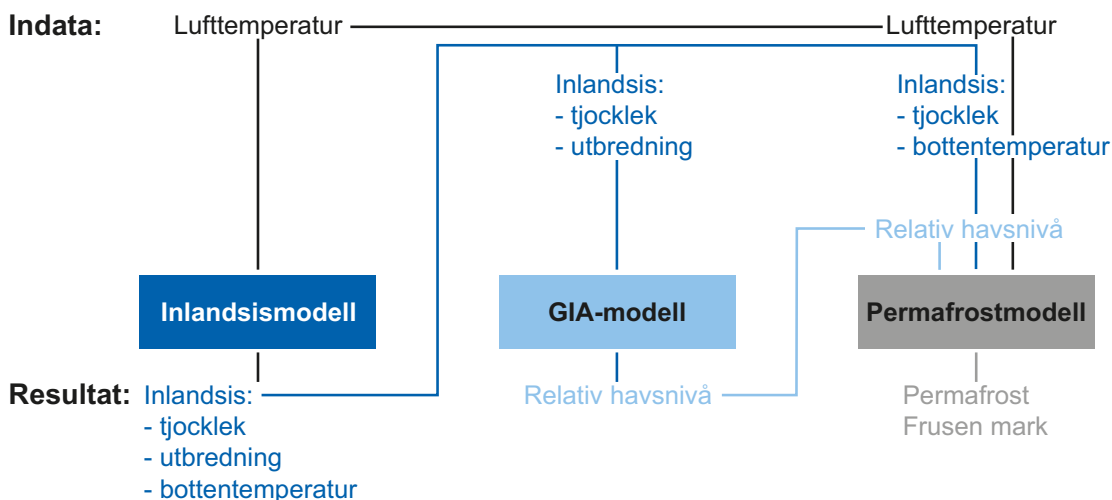 Indata: Lufttemperatur Lufttemperatur
Inlandsis:
- tjocklek
- utbredning
Inlandsis:
- tjocklek
- bottentemperatur
Relativ havsnivå
Inlandsismodell GIA-modell Permafrostmodell
Resultat: Inlandsis:
- tjocklek
- utbredning
- bottentemperatur
Relativ havsnivå
Permafrost
Frusen mark